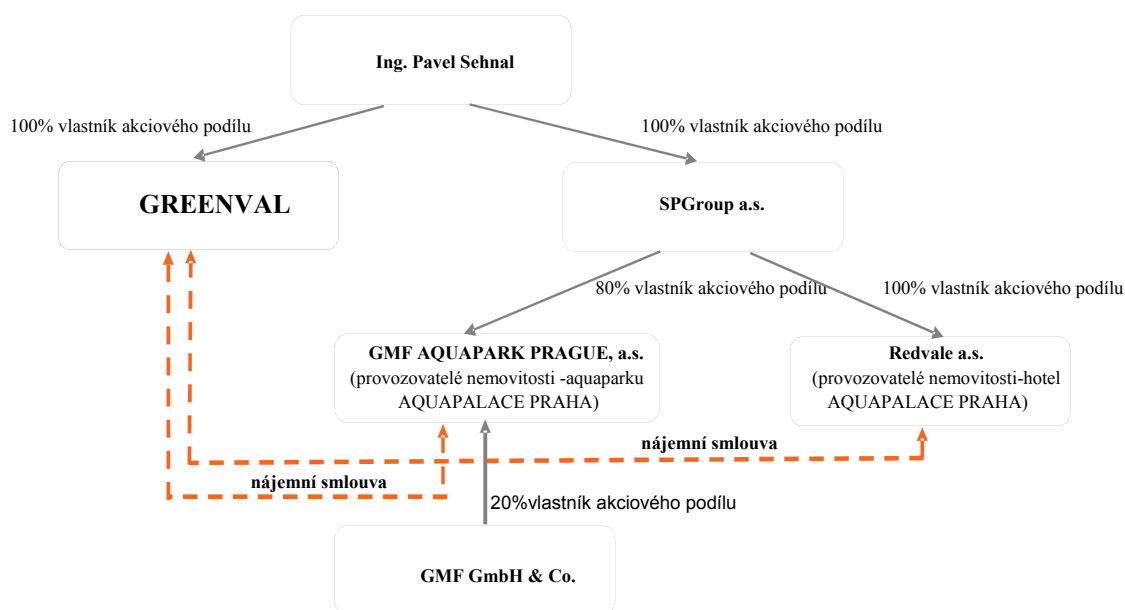 Ing. Pavel Sehnal
100% vlastník akciového podílu
100% vlastník akciového podílu
GREENVAL
SPGroup a.s.
80% vlastník akciového podílu
100% vlastník akciového podílu
GMF AQUAPARK PRAGUE, a.s.
(provozovatelé nemovitosti -aquaparku
AQUAPALACE PRAHA)
Redvale a.s.
(provozovatelé nemovitosti-hotel
AQUAPALACE PRAHA)
nájemní smlouva
nájemní smlouva
20%vlastník akciového podílu
GMF GmbH & Co.